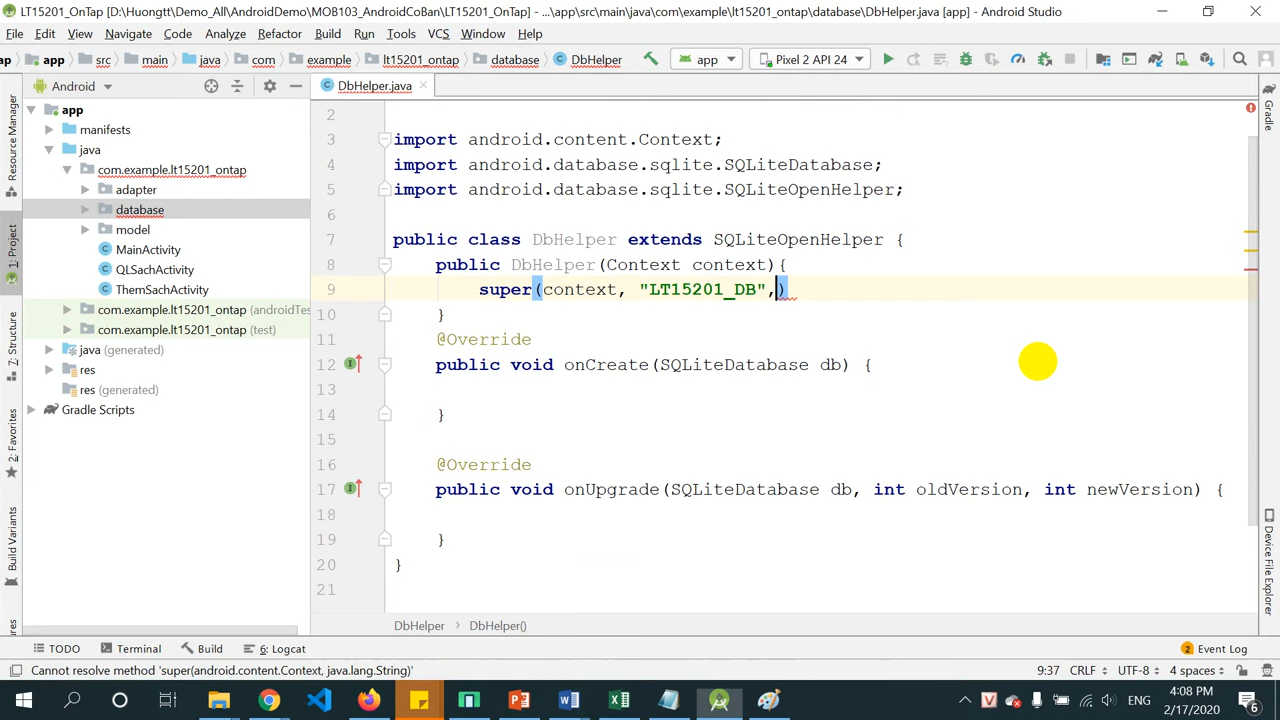 LT15201_OnTap [D:\Huongtt\Demo_All\AndroidDemo\MOB103_AndroidCoBan\LT15201_OnTap] - ...\app\src\main\java\com\example\lt15201_ontap\database\DbHelper.java [app] - Android Studio
File Edit View Navigate Code Analyze Refactor Build Run Tools VCS Window Help
ap app src main java com example lt15201_ontap database DbHelper app Pixel 2 API 24
Android
DbHelper.java
app
manifests
java
com.example.lt15201_ontap
adapter
database
model
MainActivity
QLSachActivity
ThemSachActivity
com.example.lt15201_ontap (androidTes
com.example.lt15201_ontap (test)
java (generated)
res
res (generated)
Gradle Scripts
Resource Manager
1: Project
Z: Structure
2: Favorites
Build Variants
ures
2
3 import android.content.Context;
4 import android.database.sqlite.SQLiteDatabase;
5 import android.database.sqlite.SQLiteOpenHelper;
6
7 public class DbHelper extends SQLiteOpenHelper {
8 public DbHelper(Context context){
9 super(context, "LT15201_DB",)
10 }
11 @Override
12 public void onCreate(SQLiteDatabase db) {
13
14 }
15
16 @Override
17 public void onUpgrade(SQLiteDatabase db, int oldVersion, int newVersion) {
18
19 }
20 }
21
Gradle
Device File Explorer
DbHelper › DbHelper()
TODO Terminal Build 6: Logcat 2 Event Log
Cannot resolve method 'super(android.content.Context, java.lang.String)' 9:37 CRLF UTF-8 4 spaces
ENG
4:08 PM
2/17/2020
6